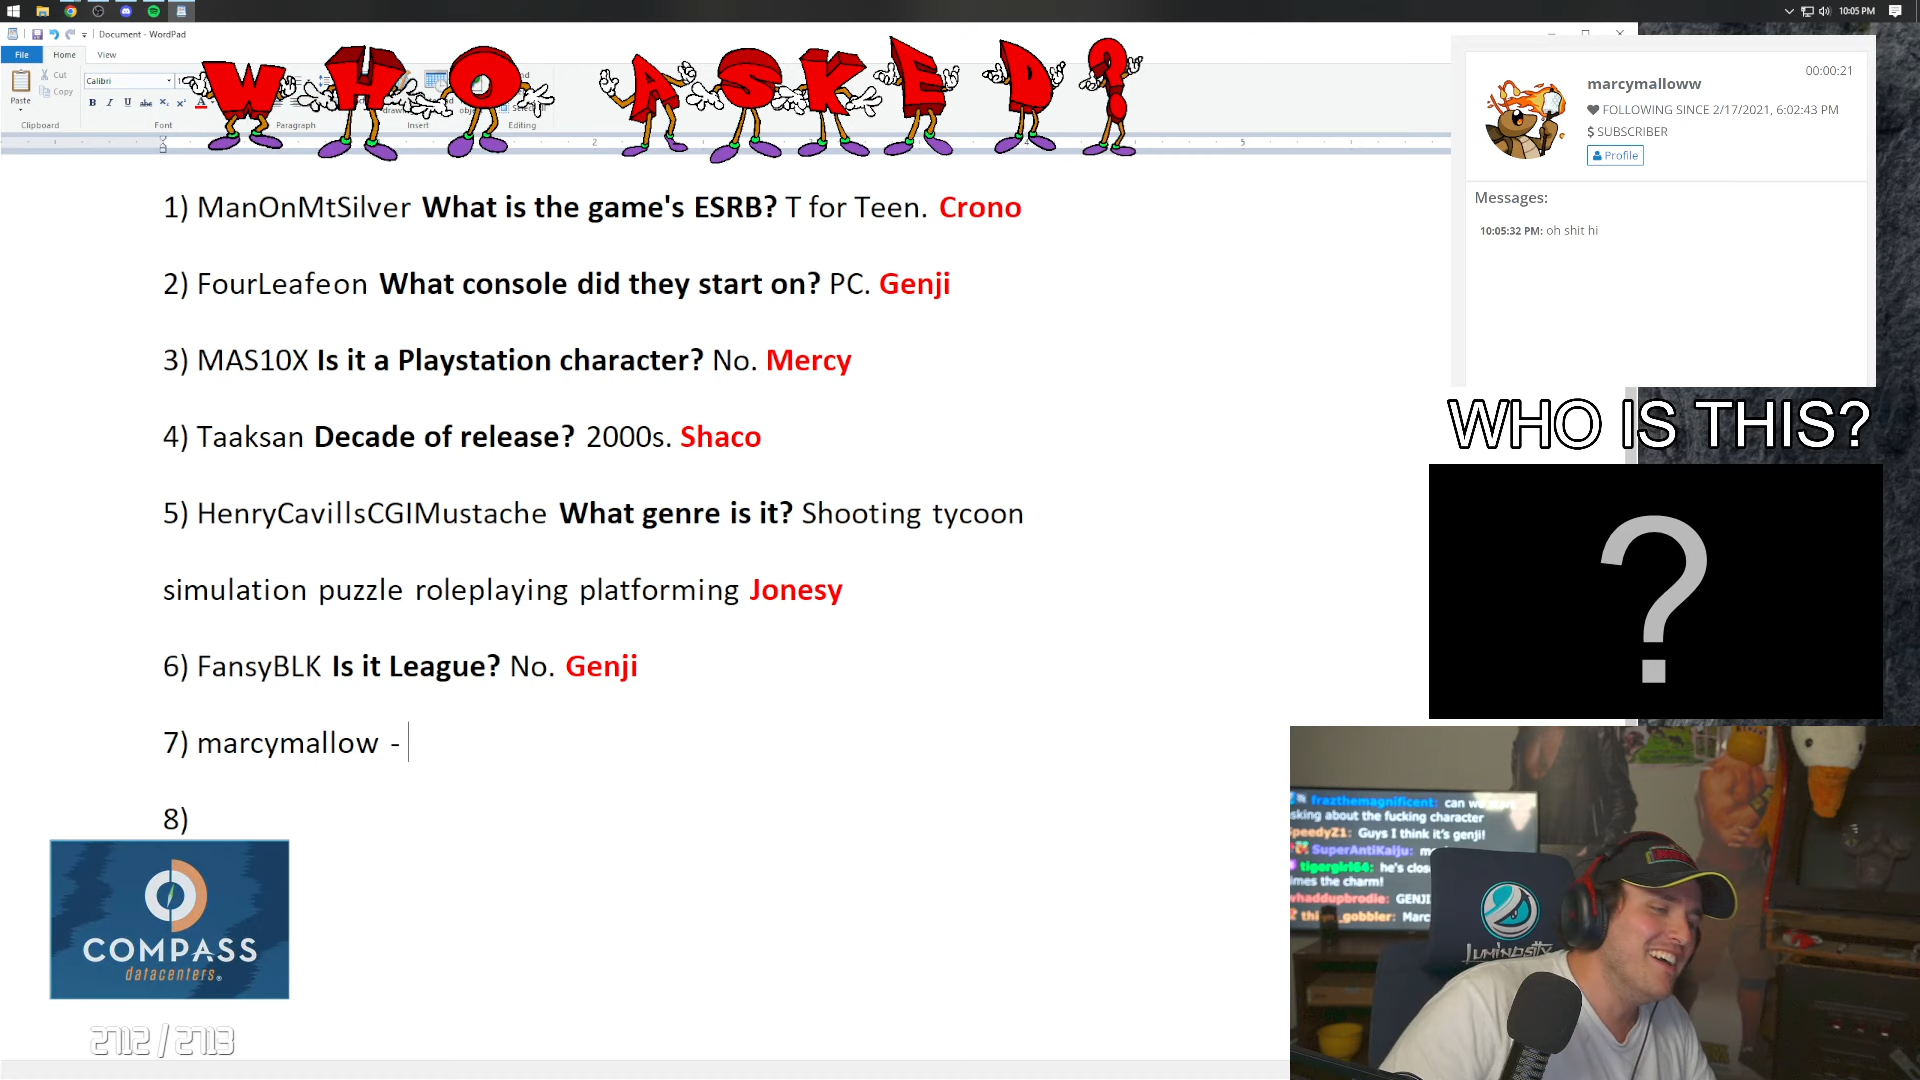 10:05 PM
Document - WordPad
File Home View
Paste
Cut
Copy
Calibri
Clipboard
Font
Paragraph
Insert
Editing
WHO ASKED?
1) ManOnMtSilver What is the game's ESRB? T for Teen. Crono
2) FourLeafeon What console did they start on? PC. Genji
3) MAS10X Is it a Playstation character? No. Mercy
4) Taaksan Decade of release? 2000s. Shaco
5) HenryCavillsCGIMustache What genre is it? Shooting tycoon
simulation puzzle roleplaying platforming Jonesy
6) FansyBLK Is it League? No. Genji
7) marcymallow -
8)
COMPASS
datacenters.®
2712 / 2713
00:00:21
marcymalloww
FOLLOWING SINCE 2/17/2021, 6:02:43 PM
$ SUBSCRIBER
Profile
Messages:
10:05:32 PM: oh shit hi
WHO IS THIS?
?
frazthemagnificent: can we start
sking about the fucking character
peedyZ1: Guys I think it's genji!
SuperAntiKaiju:
tigergirl64: he's clos
imes the charm!
whaddupbrodie: GENJI
_gobbler: Marc
LUMINOSITY